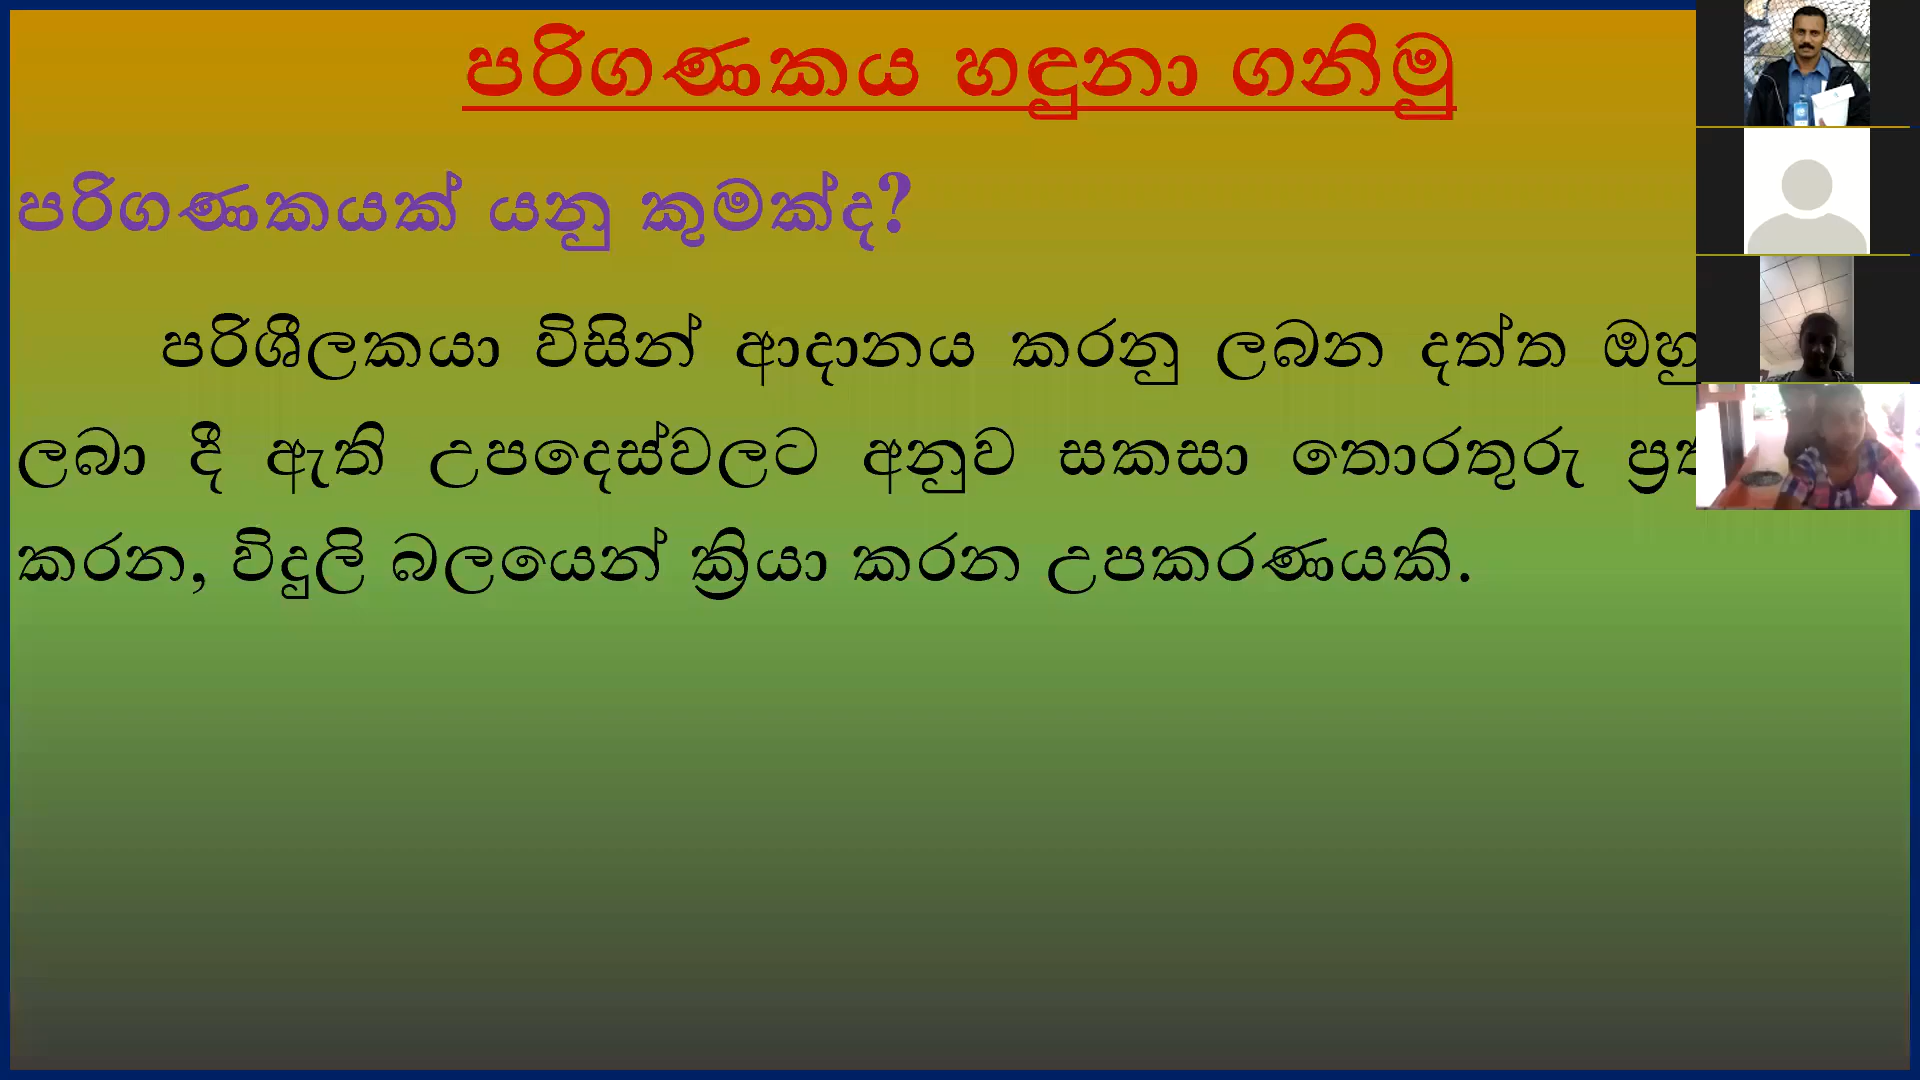 පරිගණකය හඳුනා ගනිමු
පරිගණකයක් යනු කුමක්ද?
පරිශීලකයා විසින් ආදානය කරනු ලබන දත්ත
ලබා දී ඇති උපදෙස්වලට අනුව සකසා තොරතුරු
කරන, විදුලි බලයෙන් ක්‍රියා කරන උපකරණයකි.